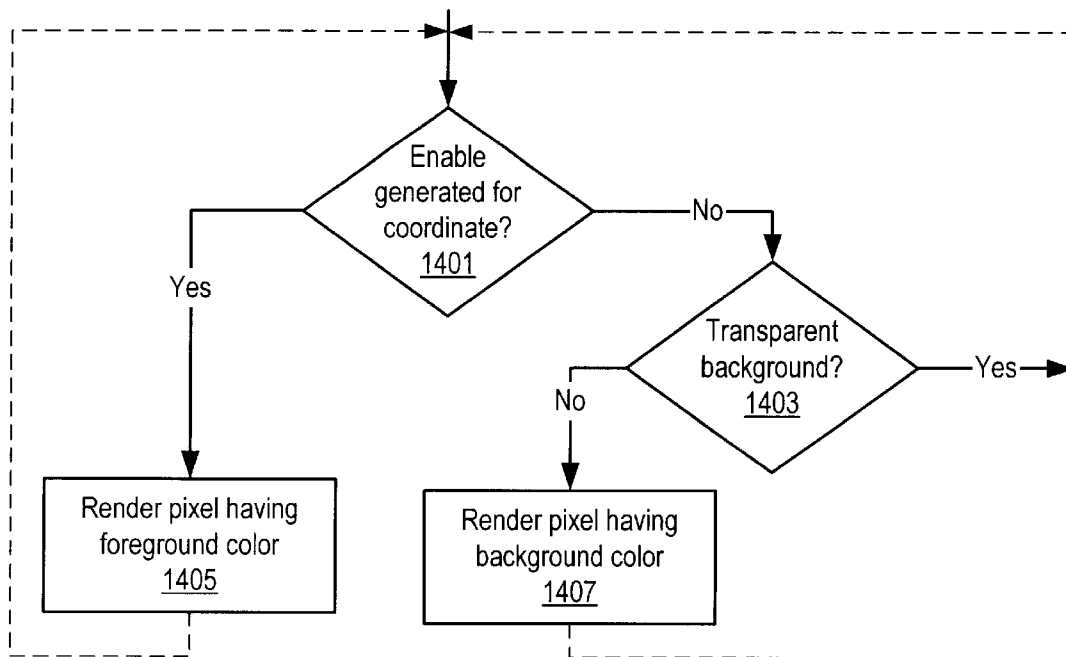 Enable
generated for
coordinate?
1401
Yes
No
Transparent
background?
1403
Yes
No
Render pixel having
foreground color
1405
Render pixel having
background color
1407